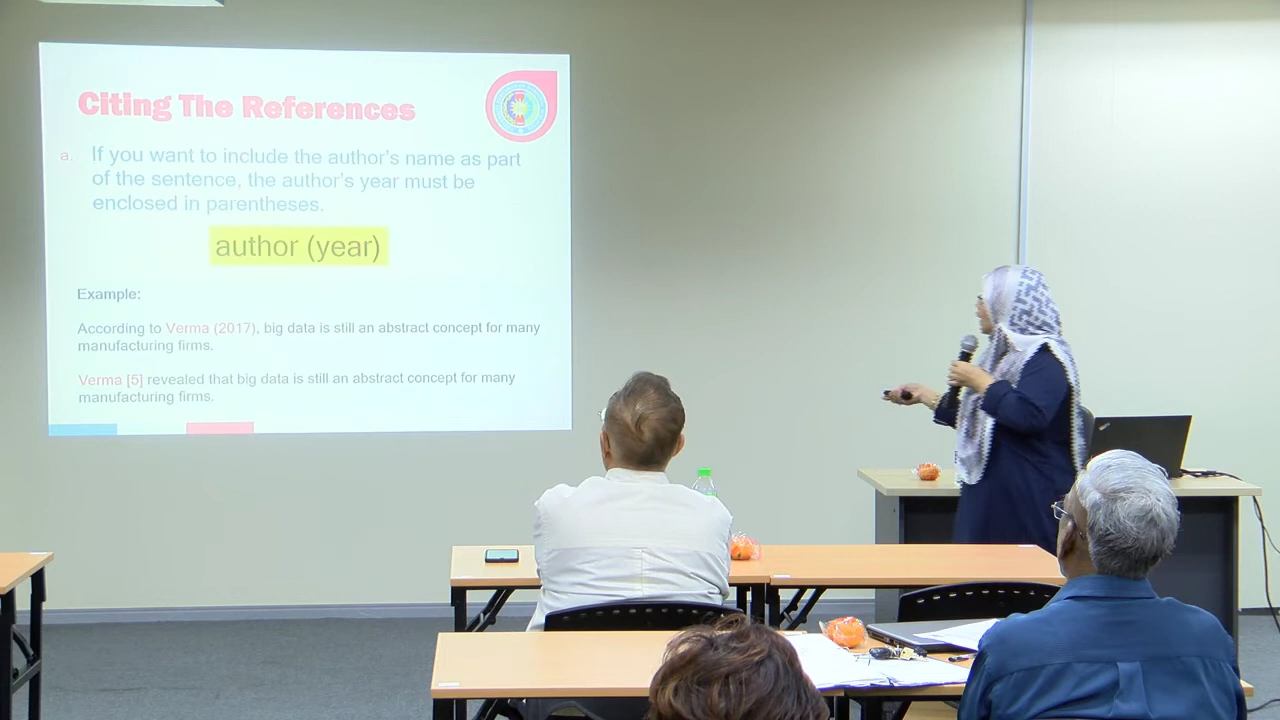 Citing The References
a. If you want to include the author's name as part
of the sentence, the author's year must be
enclosed in parentheses.
author (year)
Example:
According to Verma (2017), big data is still an abstract concept for many
manufacturing firms.
Verma [5] revealed that big data is still an abstract concept for many
manufacturing firms.